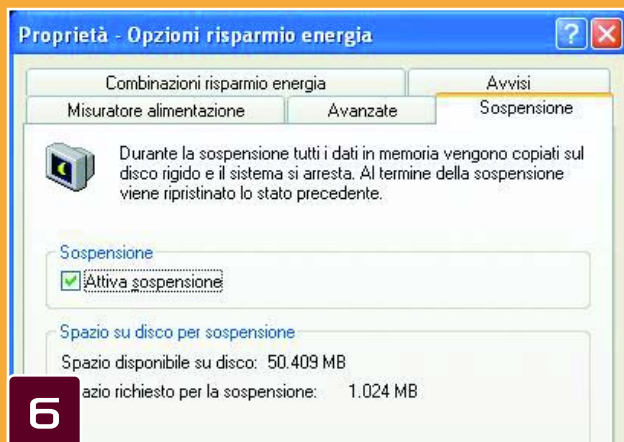 Proprietà - Opzioni risparmio energia
Combinazioni risparmio energia Avvisi
Misuratore alimentazione Avanzate Sospensione
Durante la sospensione tutti i dati in memoria vengono copiati sul
disco rigido e il sistema si arresta. Al termine della sospensione
viene ripristinato lo stato precedente.
Sospensione
Attiva sospensione
Spazio su disco per sospensione
Spazio disponibile su disco: 50.409 MB
azio richiesto per la sospensione: 1.024 MB
6